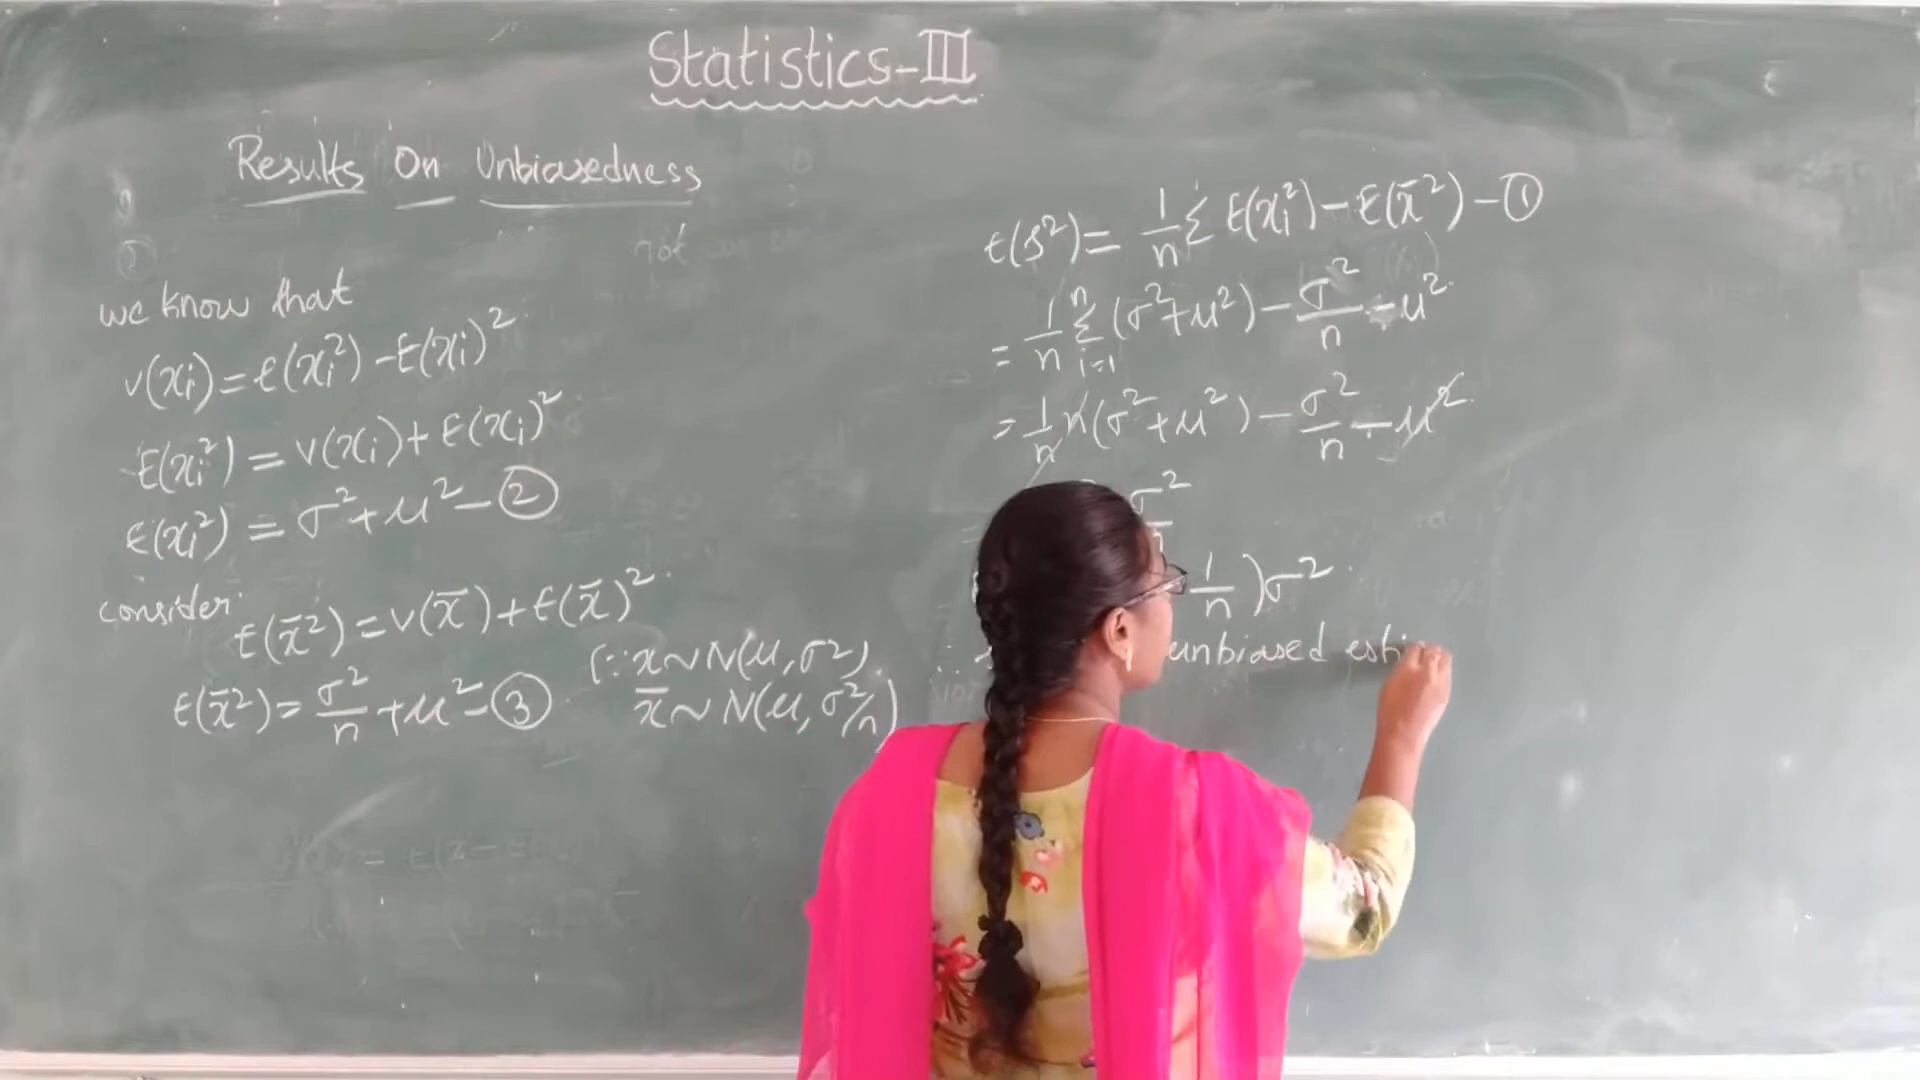 Statistics-III
Results On Unbiasedness
we know that
v(xᵢ) = E(xᵢ²) - E(xᵢ)²
E(xᵢ²) = v(xᵢ) + E(xᵢ)²
E(xᵢ²) = σ² + μ² - ②
consider
E(x̄²) = v(x̄) + E(x̄)²
E(x̄²) = σ²/n + μ² - ③
(∵ x ~ N(μ, σ²)
x̄ ~ N(μ, σ²/n)
E(s²) = 1/n Σ E(xᵢ²) - E(x̄²) - ①
= 1/n Σⁿᵢ₌₁ (σ² + μ²) - σ²/n - μ²
= 1/n n(σ² + μ²) - σ²/n - μ²
σ²
1/n )σ²
unbiased esti